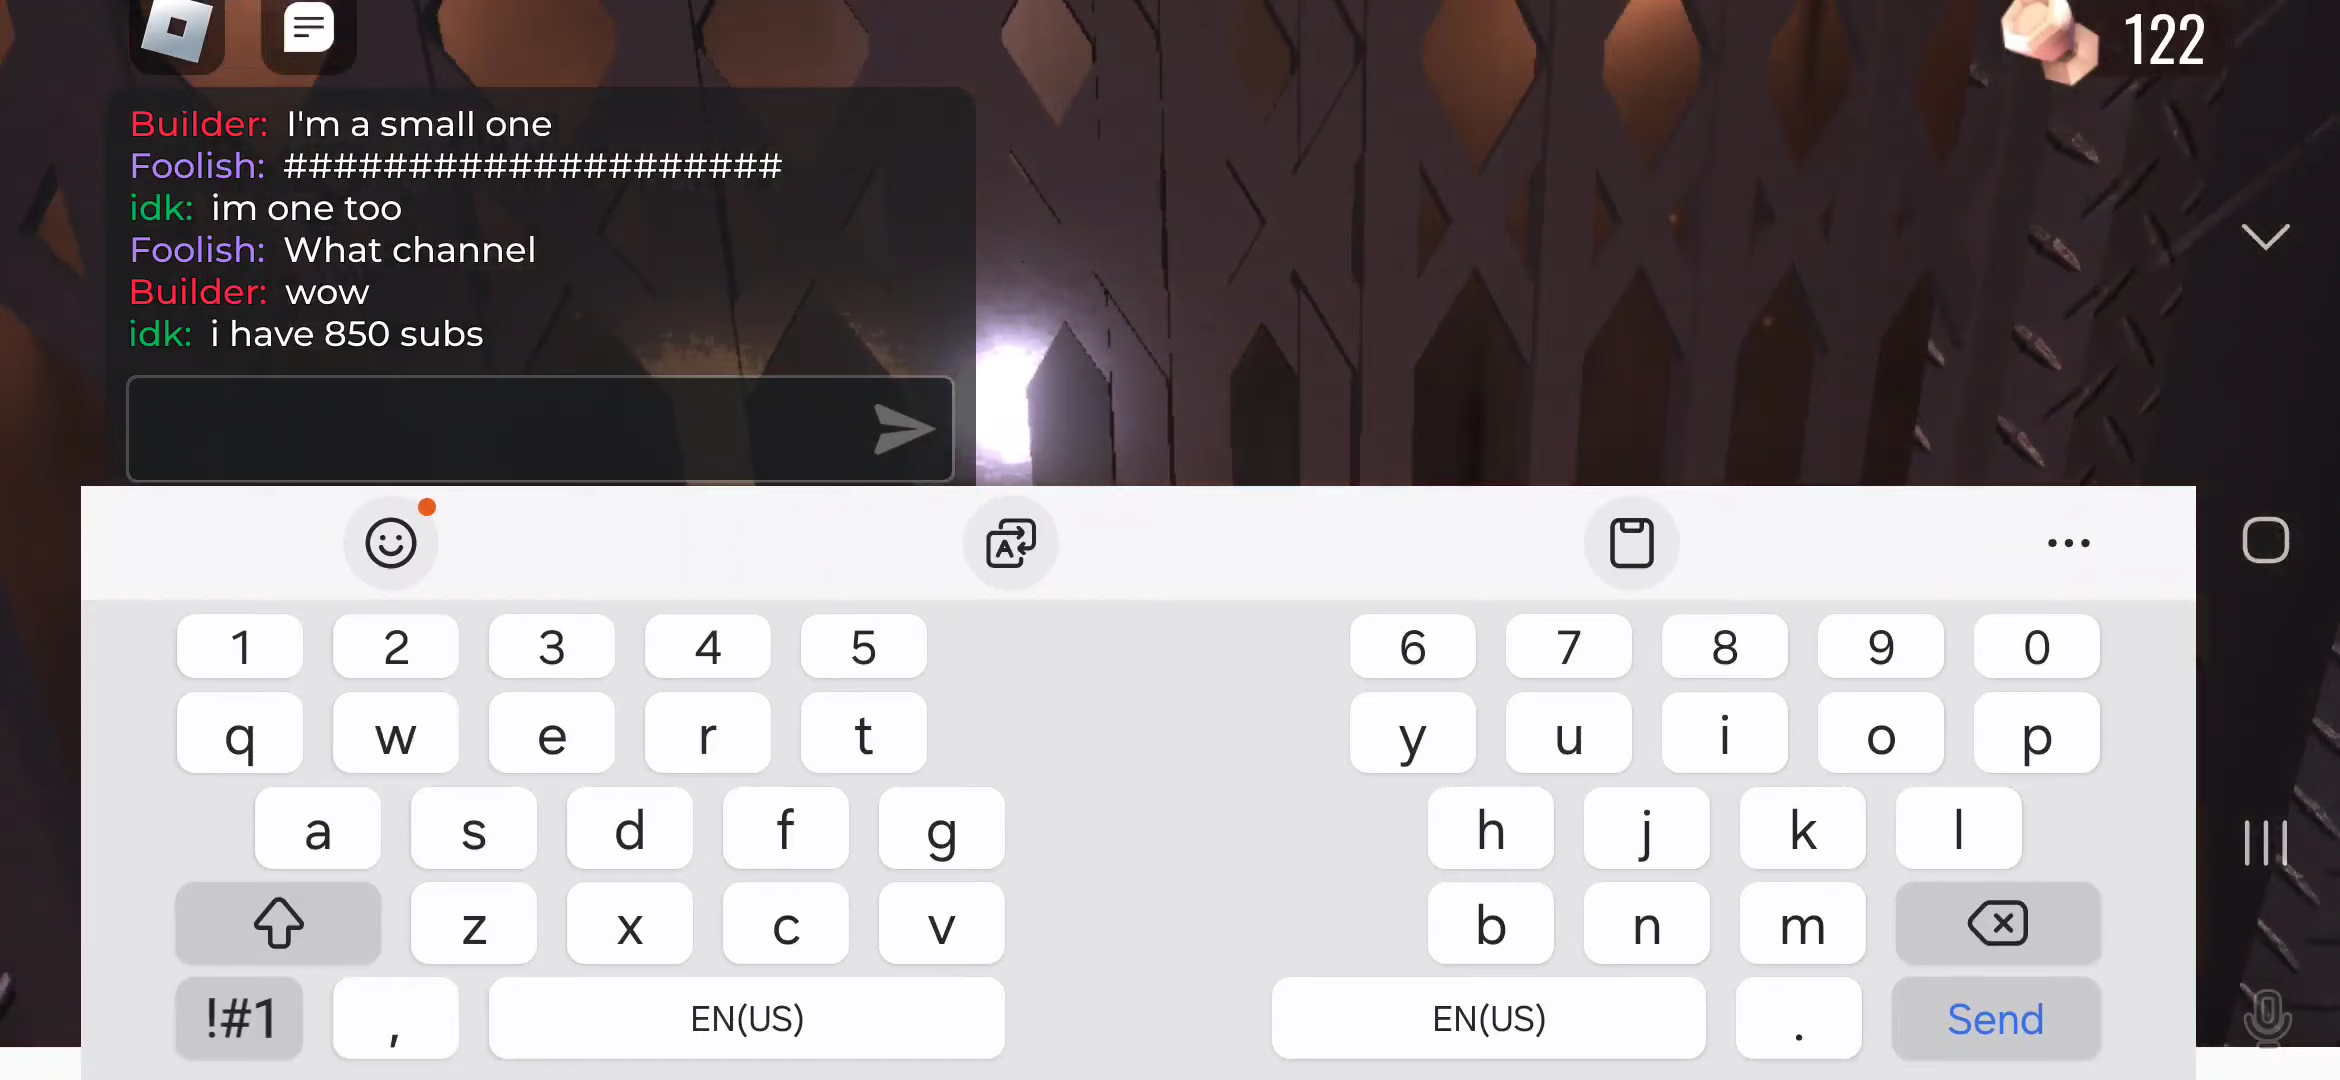 122
Builder: I'm a small one
Foolish: ####################
idk: im one too
Foolish: What channel
Builder: wow
idk: i have 850 subs
1 2 3 4 5 6 7 8 9 0
q w e r t y u i o p
a s d f g h j k l
z x c v b n m
!#1 , EN(US) EN(US) . Send